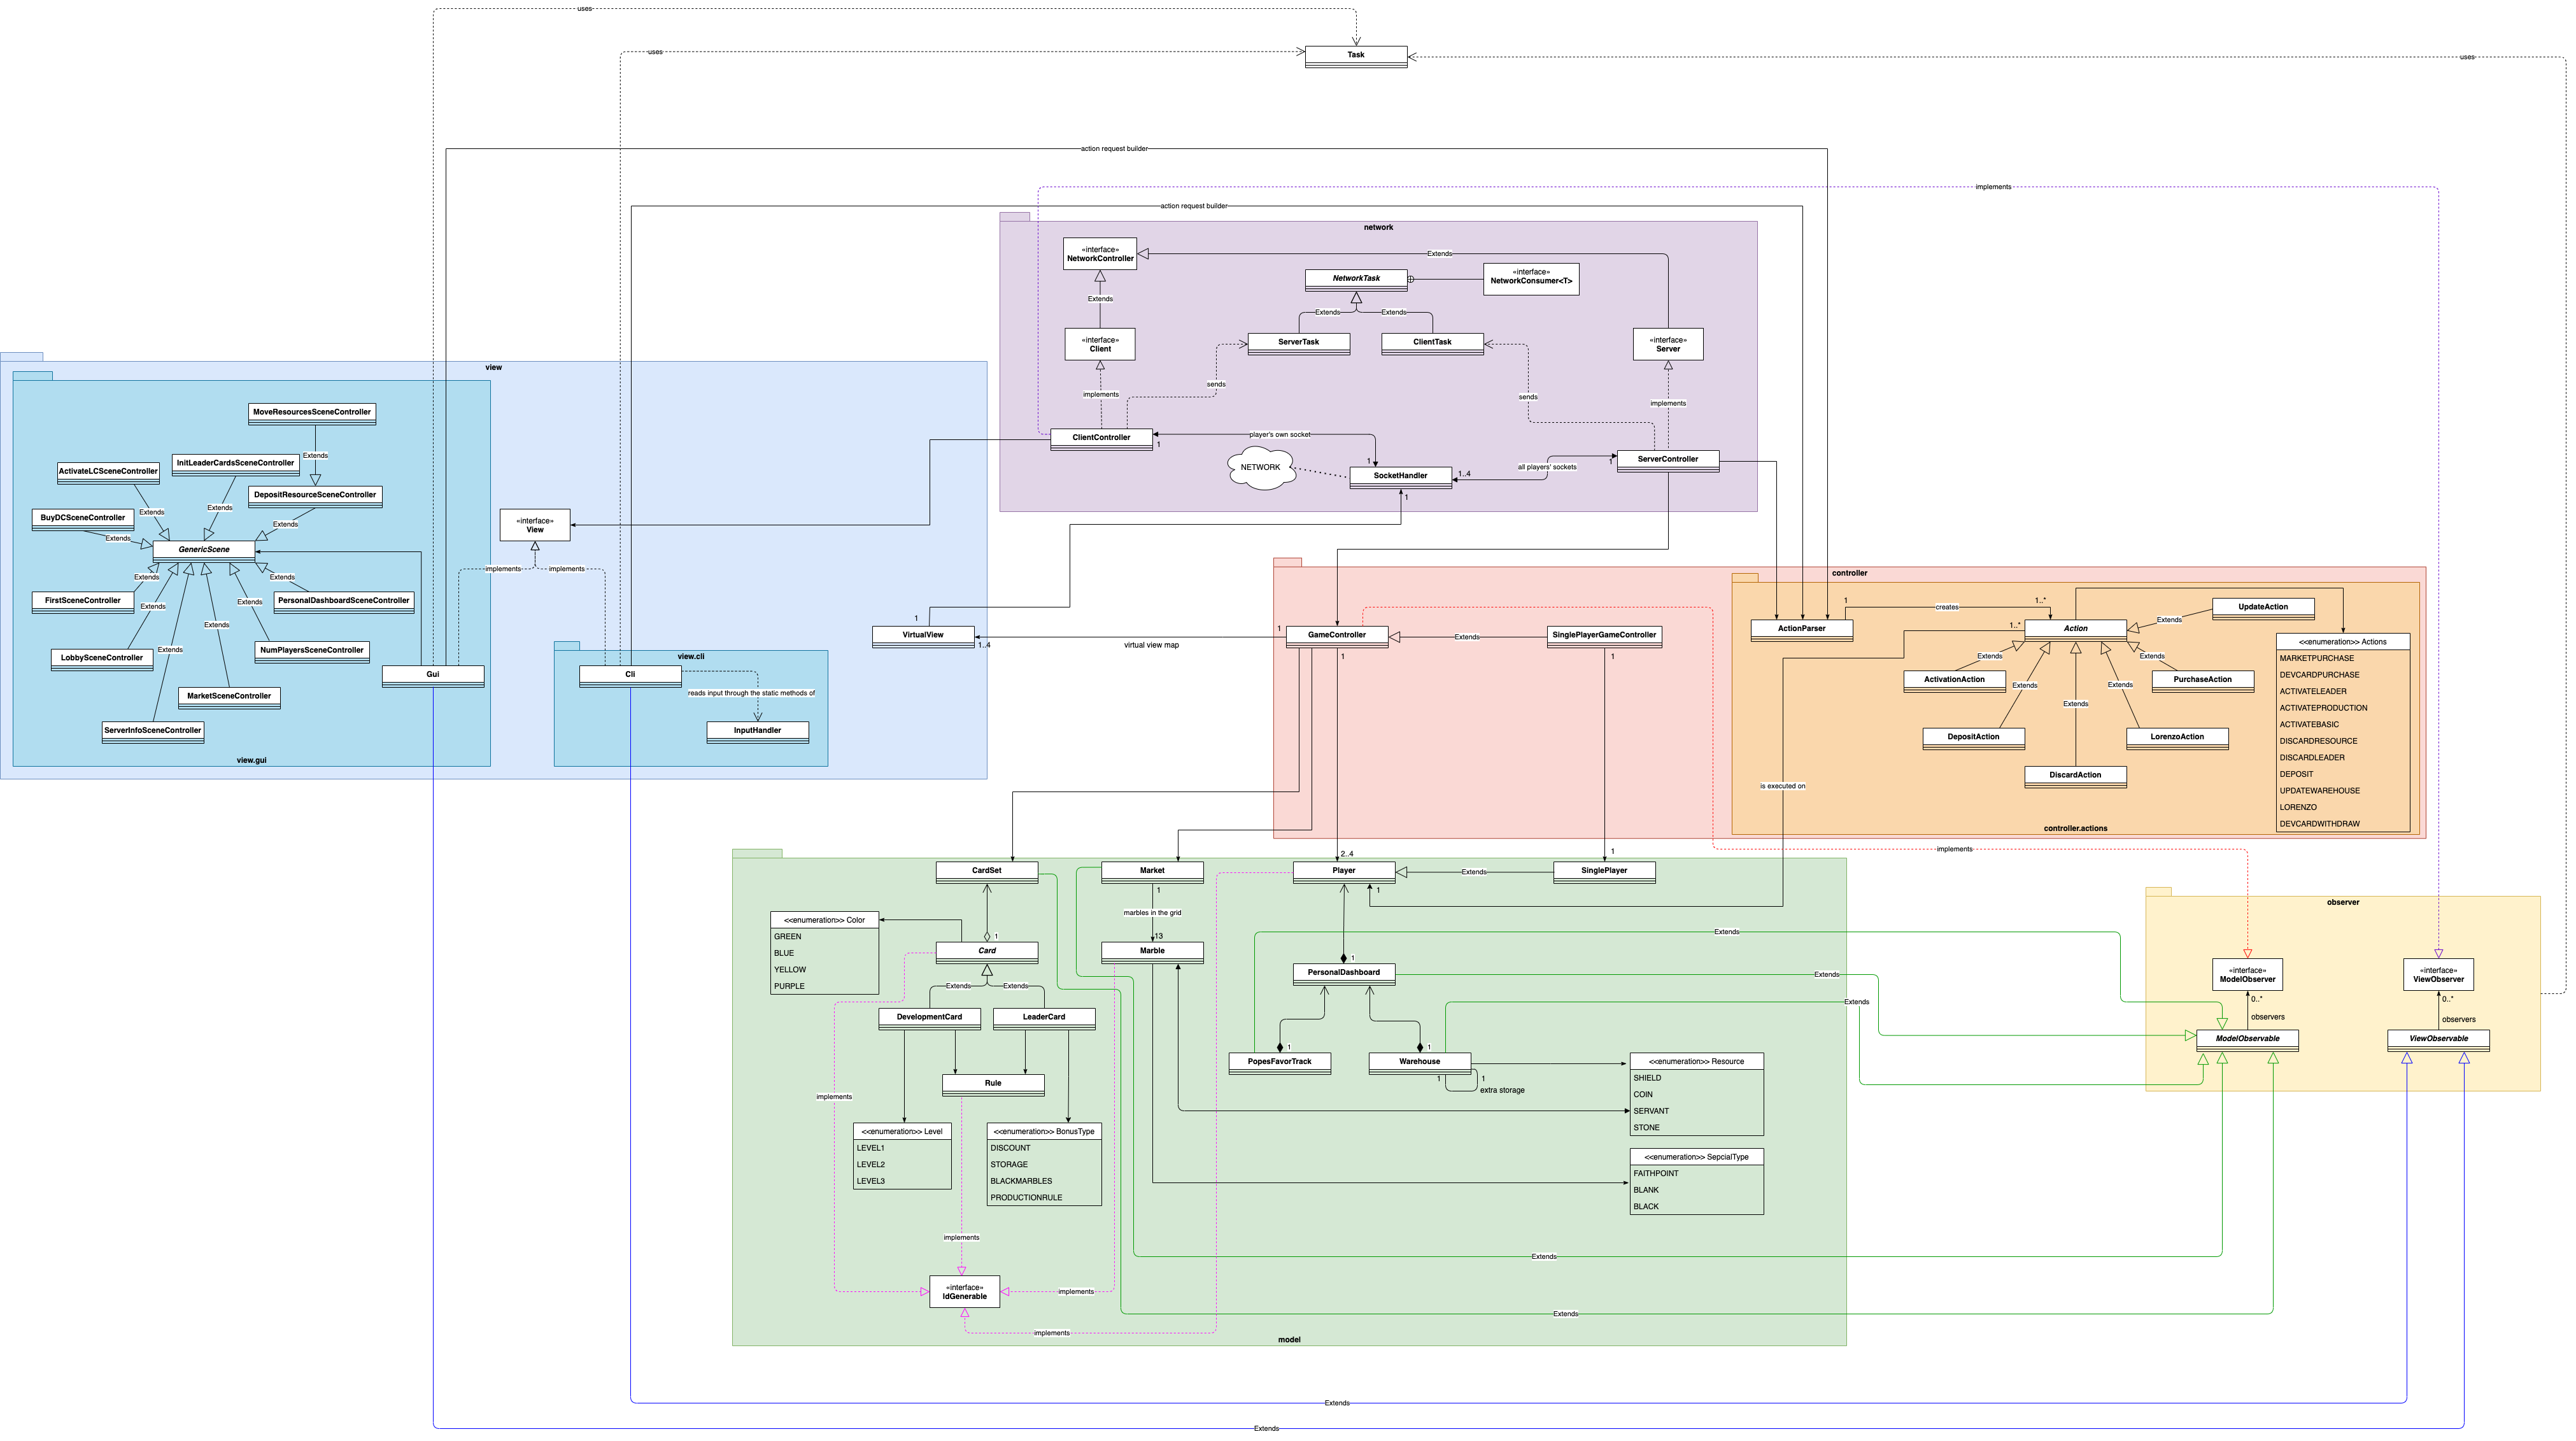 uses
uses
Task
uses
action request builder
implements
action request builder
network
«interface»
NetworkController
Extends
NetworkTask
«interface»
NetworkConsumer<T>
Extends
Extends
Extends
«interface»
Client
ServerTask
ClientTask
«interface»
Server
sends
implements
sends
implements
ClientController
1
player's own socket
NETWORK
1
SocketHandler
1..4
1
all players' sockets
1
ServerController
view
MoveResourcesSceneController
Extends
ActivateLCSceneController
InitLeaderCardsSceneController
DepositResourceSceneController
Extends
Extends
Extends
BuyDCSceneController
Extends
GenericScene
«interface»
View
implements
implements
Extends
Extends
FirstSceneController
Extends
Extends
PersonalDashboardSceneController
Extends
Extends
LobbySceneController
NumPlayersSceneController
Gui
MarketSceneController
ServerInfoSceneController
view.gui
view.cli
Cli
reads input through the static methods of
InputHandler
1
VirtualView
1..4
virtual view map
1
controller
GameController
1
Extends
SinglePlayerGameController
1
ActionParser
1
creates
1..*
1..*
Action
Extends
UpdateAction
Extends
Extends
ActivationAction
Extends
Extends
Extends
PurchaseAction
DepositAction
LorenzoAction
DiscardAction
is executed on
<<enumeration>> Actions
MARKETPURCHASE
DEVCARDPURCHASE
ACTIVATELEADER
ACTIVATEPRODUCTION
ACTIVATEBASIC
DISCARDRESOURCE
DISCARDLEADER
DEPOSIT
UPDATEWAREHOUSE
LORENZO
DEVCARDWITHDRAW
controller.actions
implements
CardSet
Market
1
marbles in the grid
13
2..4
Player
1
Extends
1
SinglePlayer
<<enumeration>> Color
GREEN
BLUE
YELLOW
PURPLE
1
Card
Marble
Extends
Extends
DevelopmentCard
LeaderCard
Rule
implements
<<enumeration>> Level
LEVEL1
LEVEL2
LEVEL3
<<enumeration>> BonusType
DISCOUNT
STORAGE
BLACKMARBLES
PRODUCTIONRULE
implements
«interface»
IdGenerable
implements
implements
1
PersonalDashboard
1
PopesFavorTrack
1
Warehouse
1
1
extra storage
<<enumeration>> Resource
SHIELD
COIN
SERVANT
STONE
<<enumeration>> SepcialType
FAITHPOINT
BLANK
BLACK
Extends
Extends
Extends
Extends
Extends
model
observer
«interface»
ModelObserver
0..*
observers
ModelObservable
«interface»
ViewObserver
0..*
observers
ViewObservable
Extends
Extends